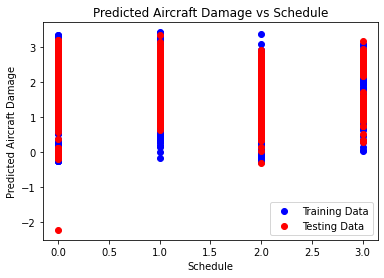 Predicted Aircraft Damage vs Schedule
Predicted Aircraft Damage
3
2
1
0
−1
−2
Training Data
Testing Data
0.0 0.5 1.0 1.5 2.0 2.5 3.0
Schedule